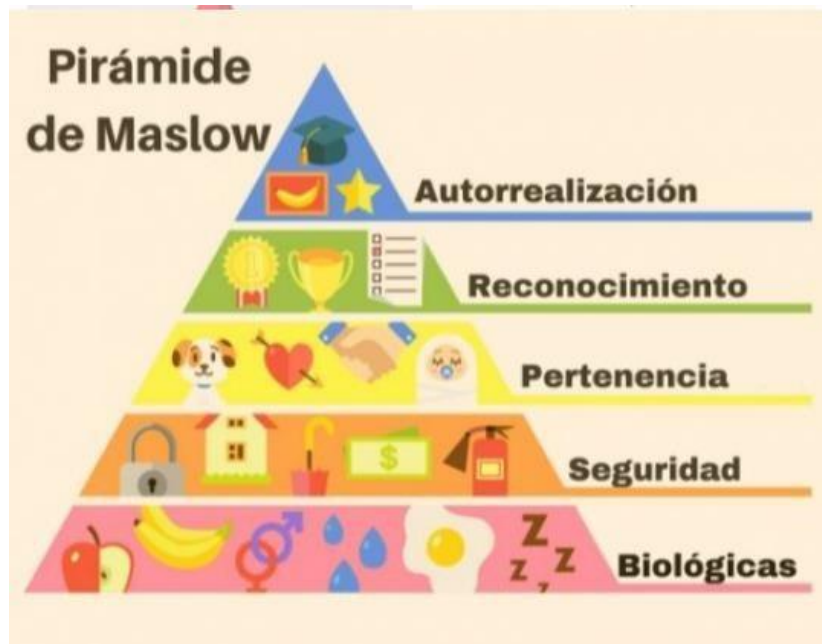 Pirámide
de Maslow
Autorrealización
Reconocimiento
Pertenencia
$
Seguridad
Z
Z
Z
Z
Biológicas